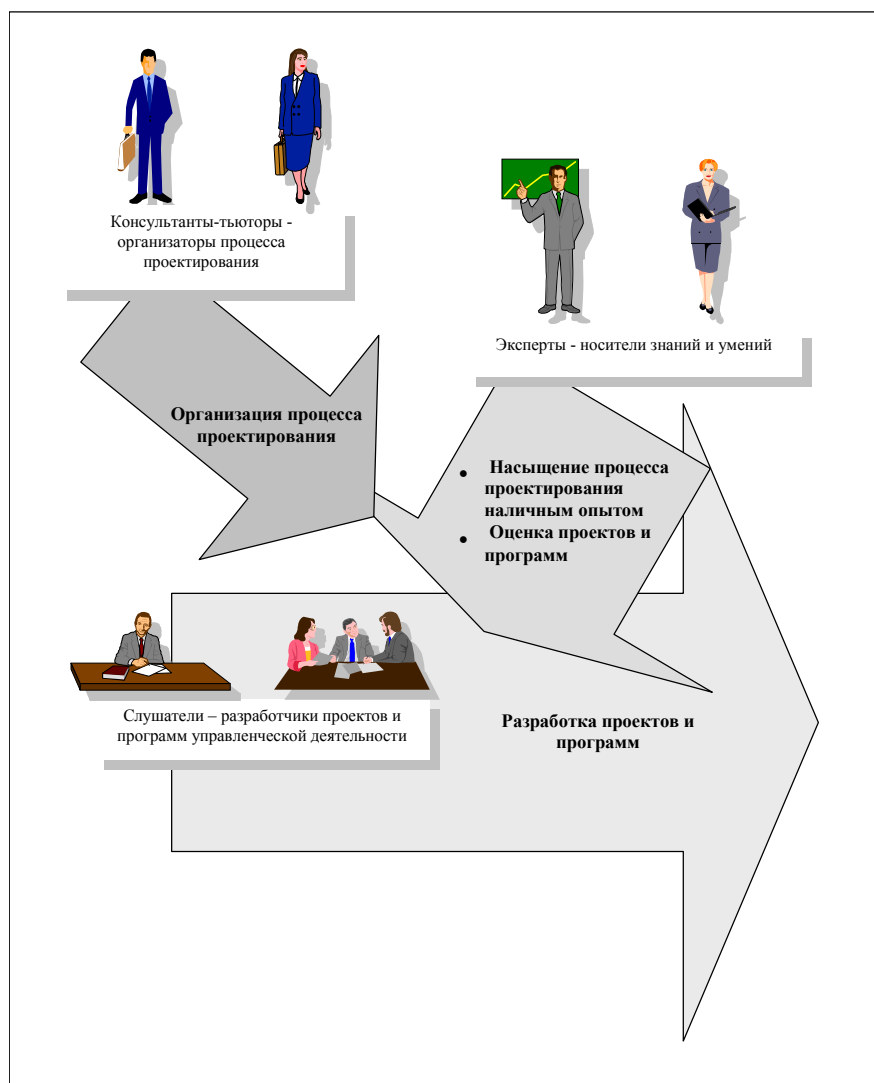 Консультанты-тьюторы -
организаторы процесса
проектирования
Эксперты - носители знаний и умений
Организация процесса
проектирования
• Насыщение процесса
проектирования
наличным опытом
• Оценка проектов и
программ
Слушатели – разработчики проектов и
программ управленческой деятельности
Разработка проектов и
программ